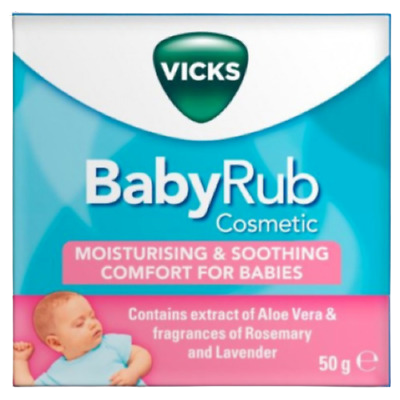 VICKS
BabyRub
Cosmetic
MOISTURISING & SOOTHING
COMFORT FOR BABIES
Contains extract of Aloe Vera &
fragrances of Rosemary
and Lavender
50 g ℮